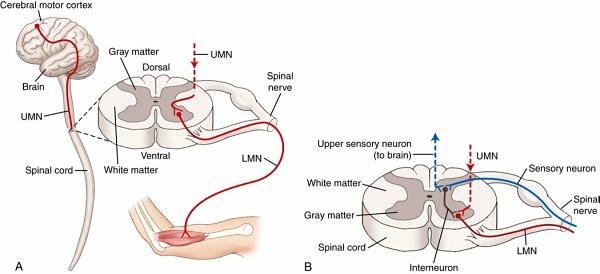 Cerebral motor cortex
Gray matter
UMN
Dorsal
Brain
Spinal
nerve
UMN
Ventral
White matter
LMN
Spinal cord
A
Upper sensory neuron
(to brain)
UMN
Sensory neuron
White matter
Spinal
nerve
Gray matter
Spinal cord
Interneuron
LMN
B